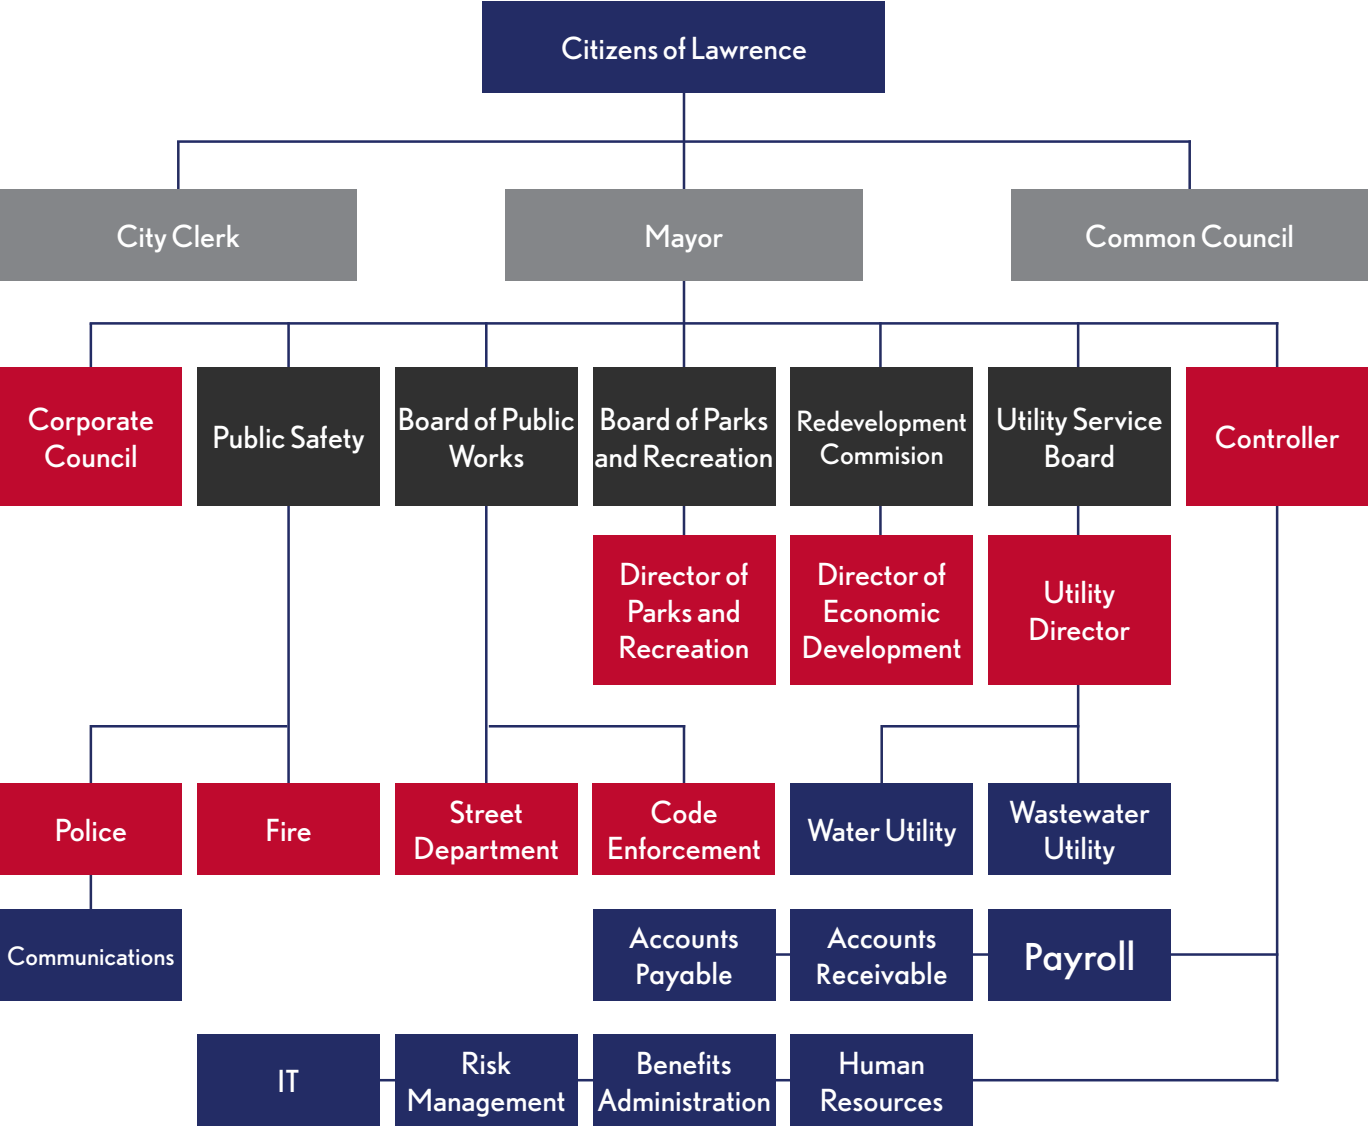 Citizens of Lawrence
City Clerk
Mayor
Common Council
Corporate
Council
Public Safety
Board of Public
Works
Board of Parks
and Recreation
Redevelopment
Commision
Utility Service
Board
Controller
Director of
Parks and
Recreation
Director of
Economic
Development
Utility
Director
Police
Fire
Street
Department
Code
Enforcement
Water Utility
Wastewater
Utility
Communications
Accounts
Payable
Accounts
Receivable
Payroll
IT
Risk
Management
Benefits
Administration
Human
Resources